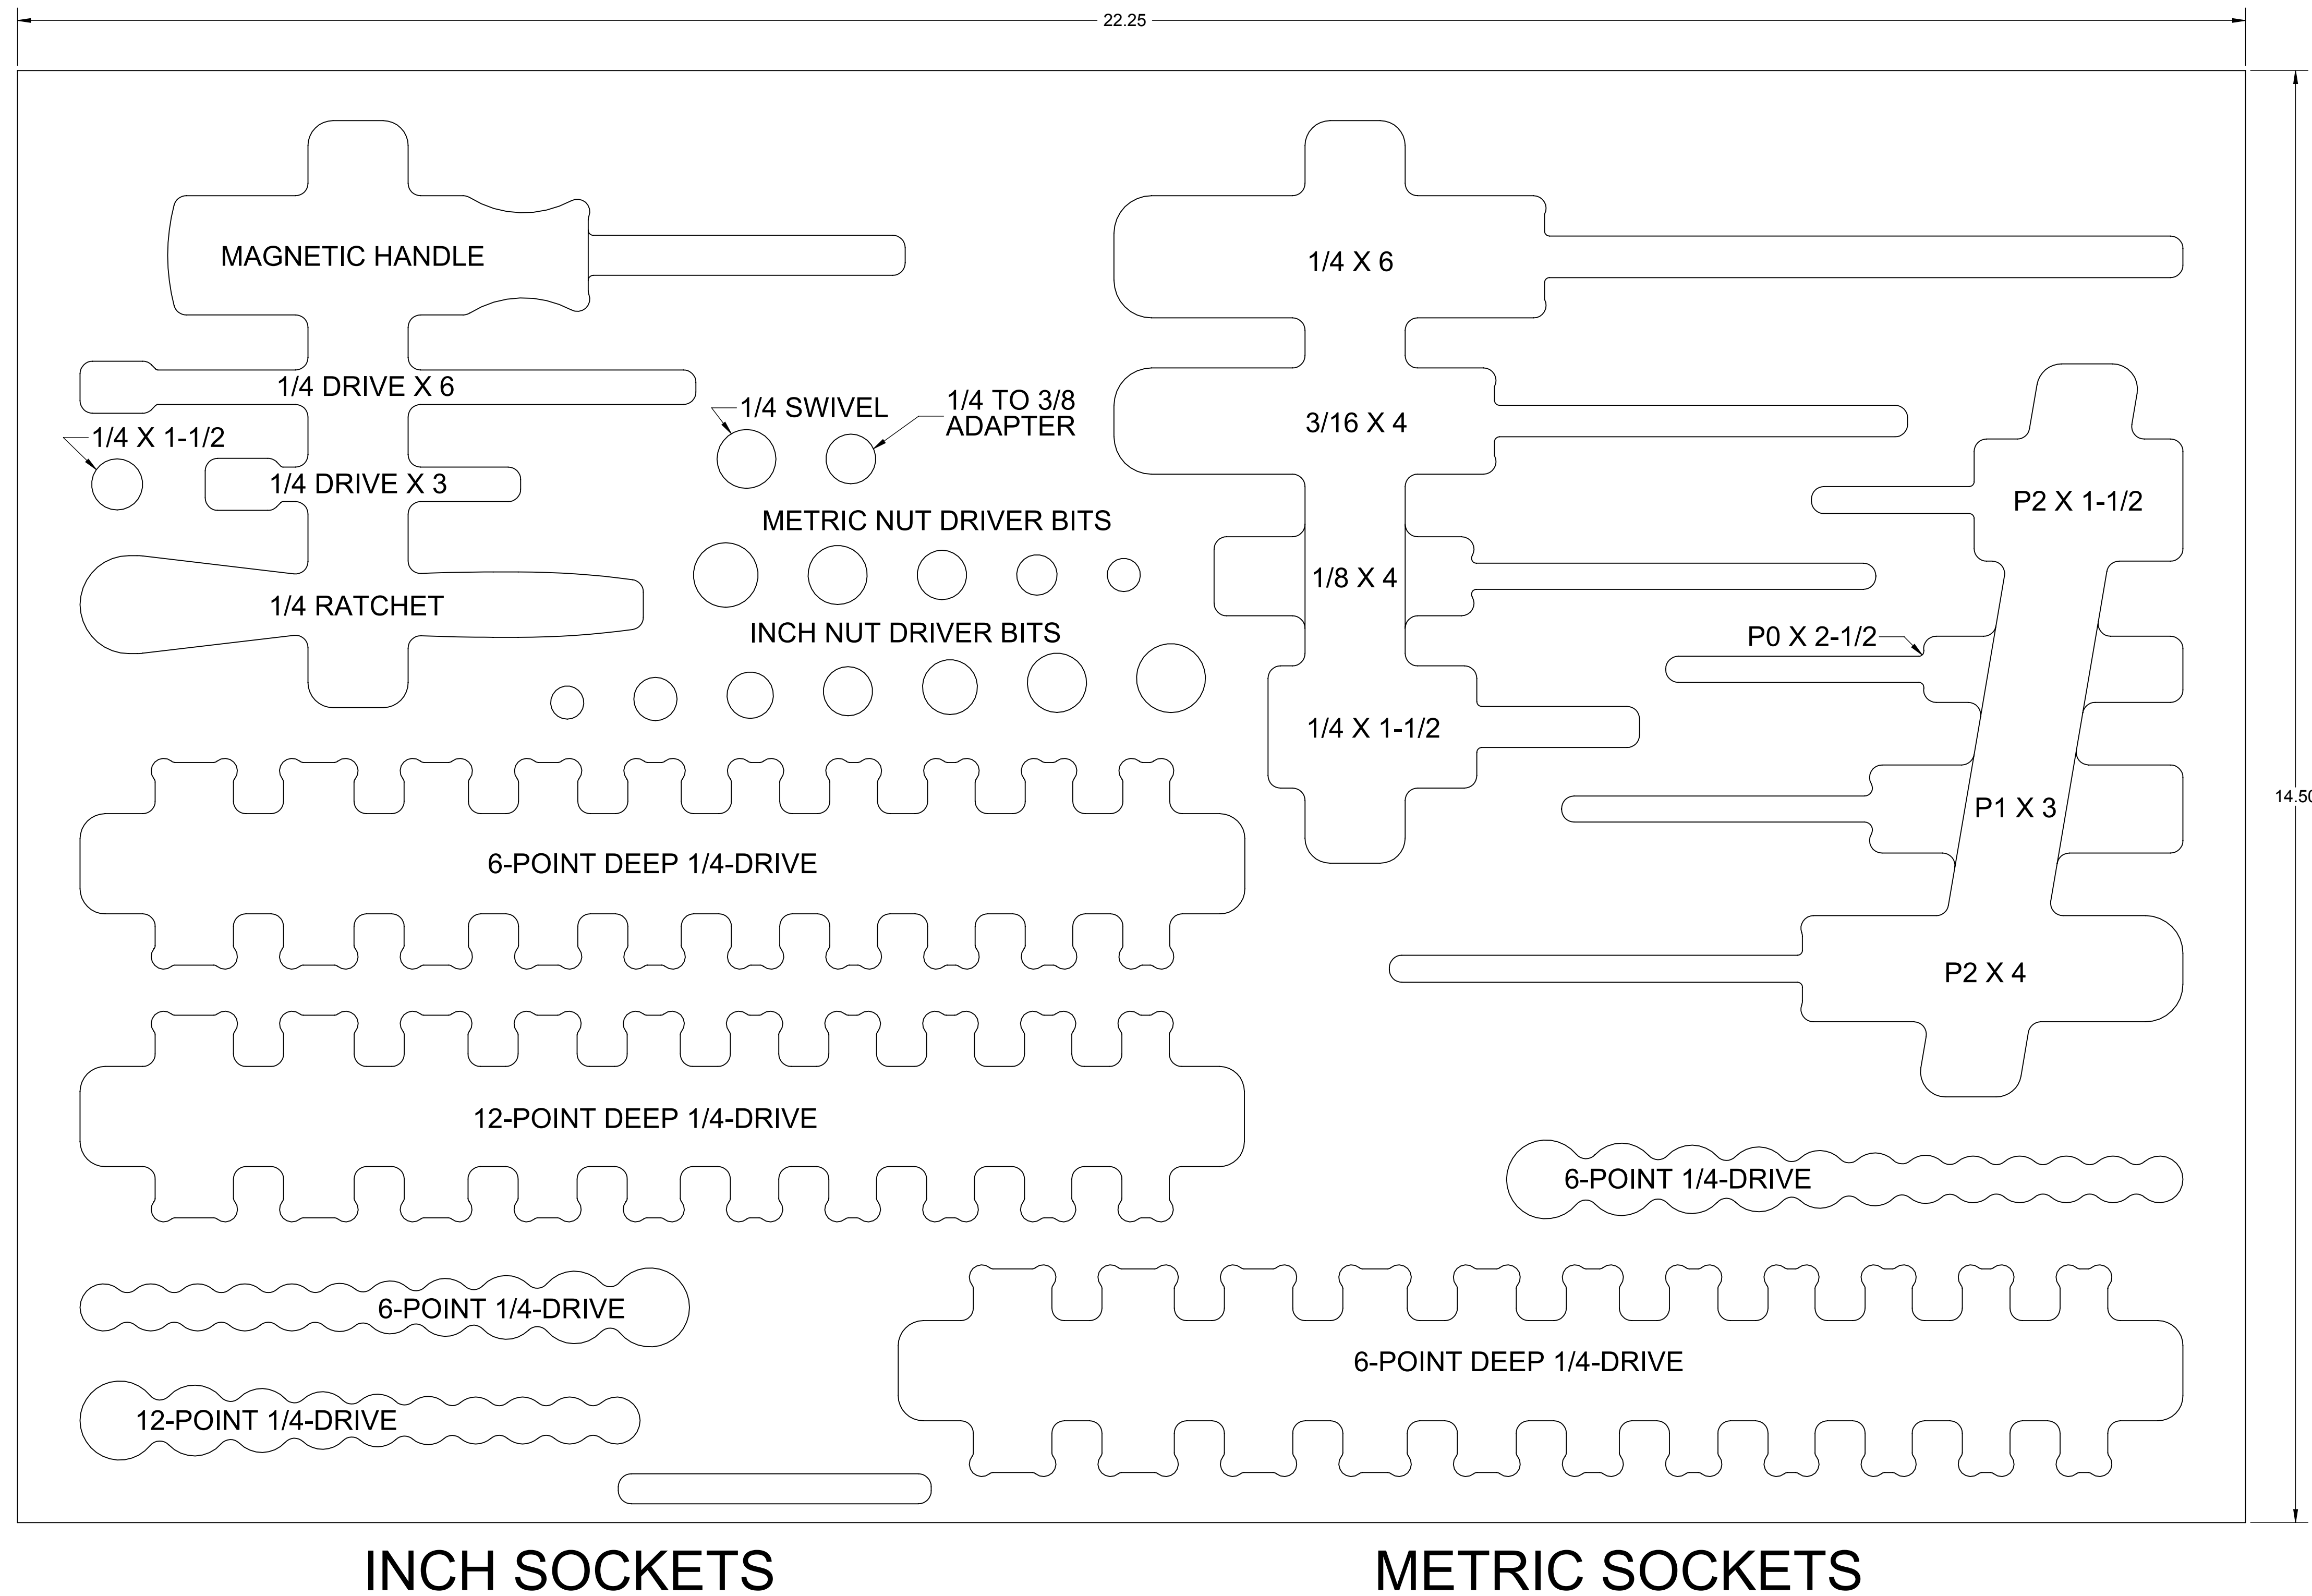 22.25
MAGNETIC HANDLE
1/4 X 6
1/4 DRIVE X 6
1/4 SWIVEL
1/4 TO 3/8
ADAPTER
3/16 X 4
1/4 X 1-1/2
1/4 DRIVE X 3
P2 X 1-1/2
METRIC NUT DRIVER BITS
1/8 X 4
1/4 RATCHET
INCH NUT DRIVER BITS
P0 X 2-1/2
1/4 X 1-1/2
14.50
P1 X 3
6-POINT DEEP 1/4-DRIVE
P2 X 4
12-POINT DEEP 1/4-DRIVE
6-POINT 1/4-DRIVE
6-POINT 1/4-DRIVE
6-POINT DEEP 1/4-DRIVE
12-POINT 1/4-DRIVE
INCH SOCKETS
METRIC SOCKETS